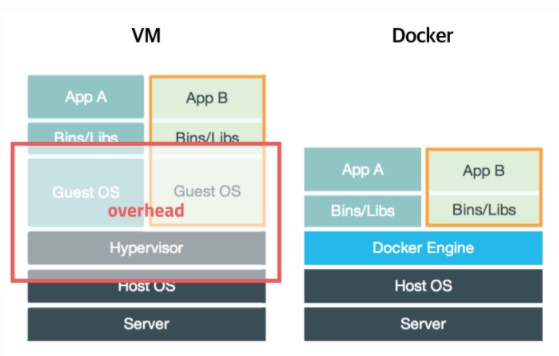 VM
App A
App B
Bins/Libs
Bins/Libs
Guest OS
Guest OS
overhead
Hypervisor
Host OS
Server
Docker
App A
App B
Bins/Libs
Bins/Libs
Docker Engine
Host OS
Server